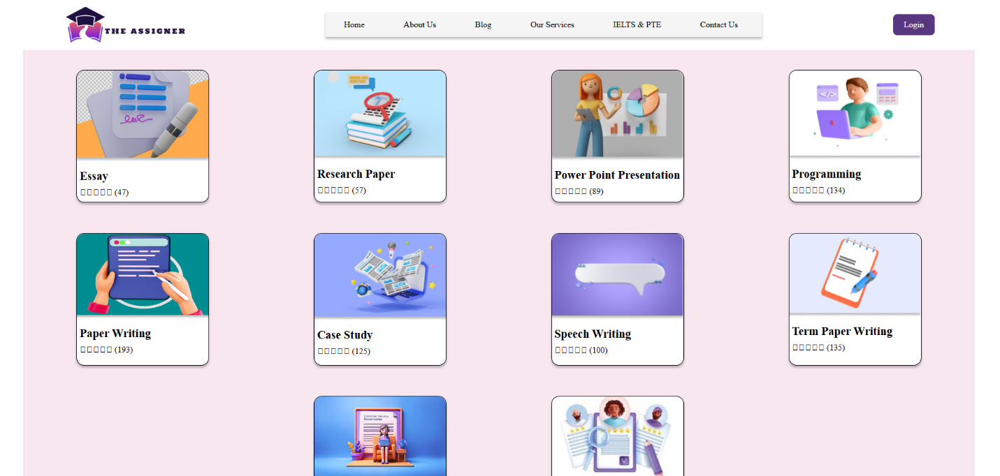 THE ASSIGNER
Home About Us Blog Our Services IELTS & PTE Contact Us
Login
Essay
(47)
Research Paper
(57)
Power Point Presentation
(89)
Programming
(134)
Paper Writing
(193)
Case Study
(125)
Speech Writing
(100)
Term Paper Writing
(135)
Customer Service
Cover Letter